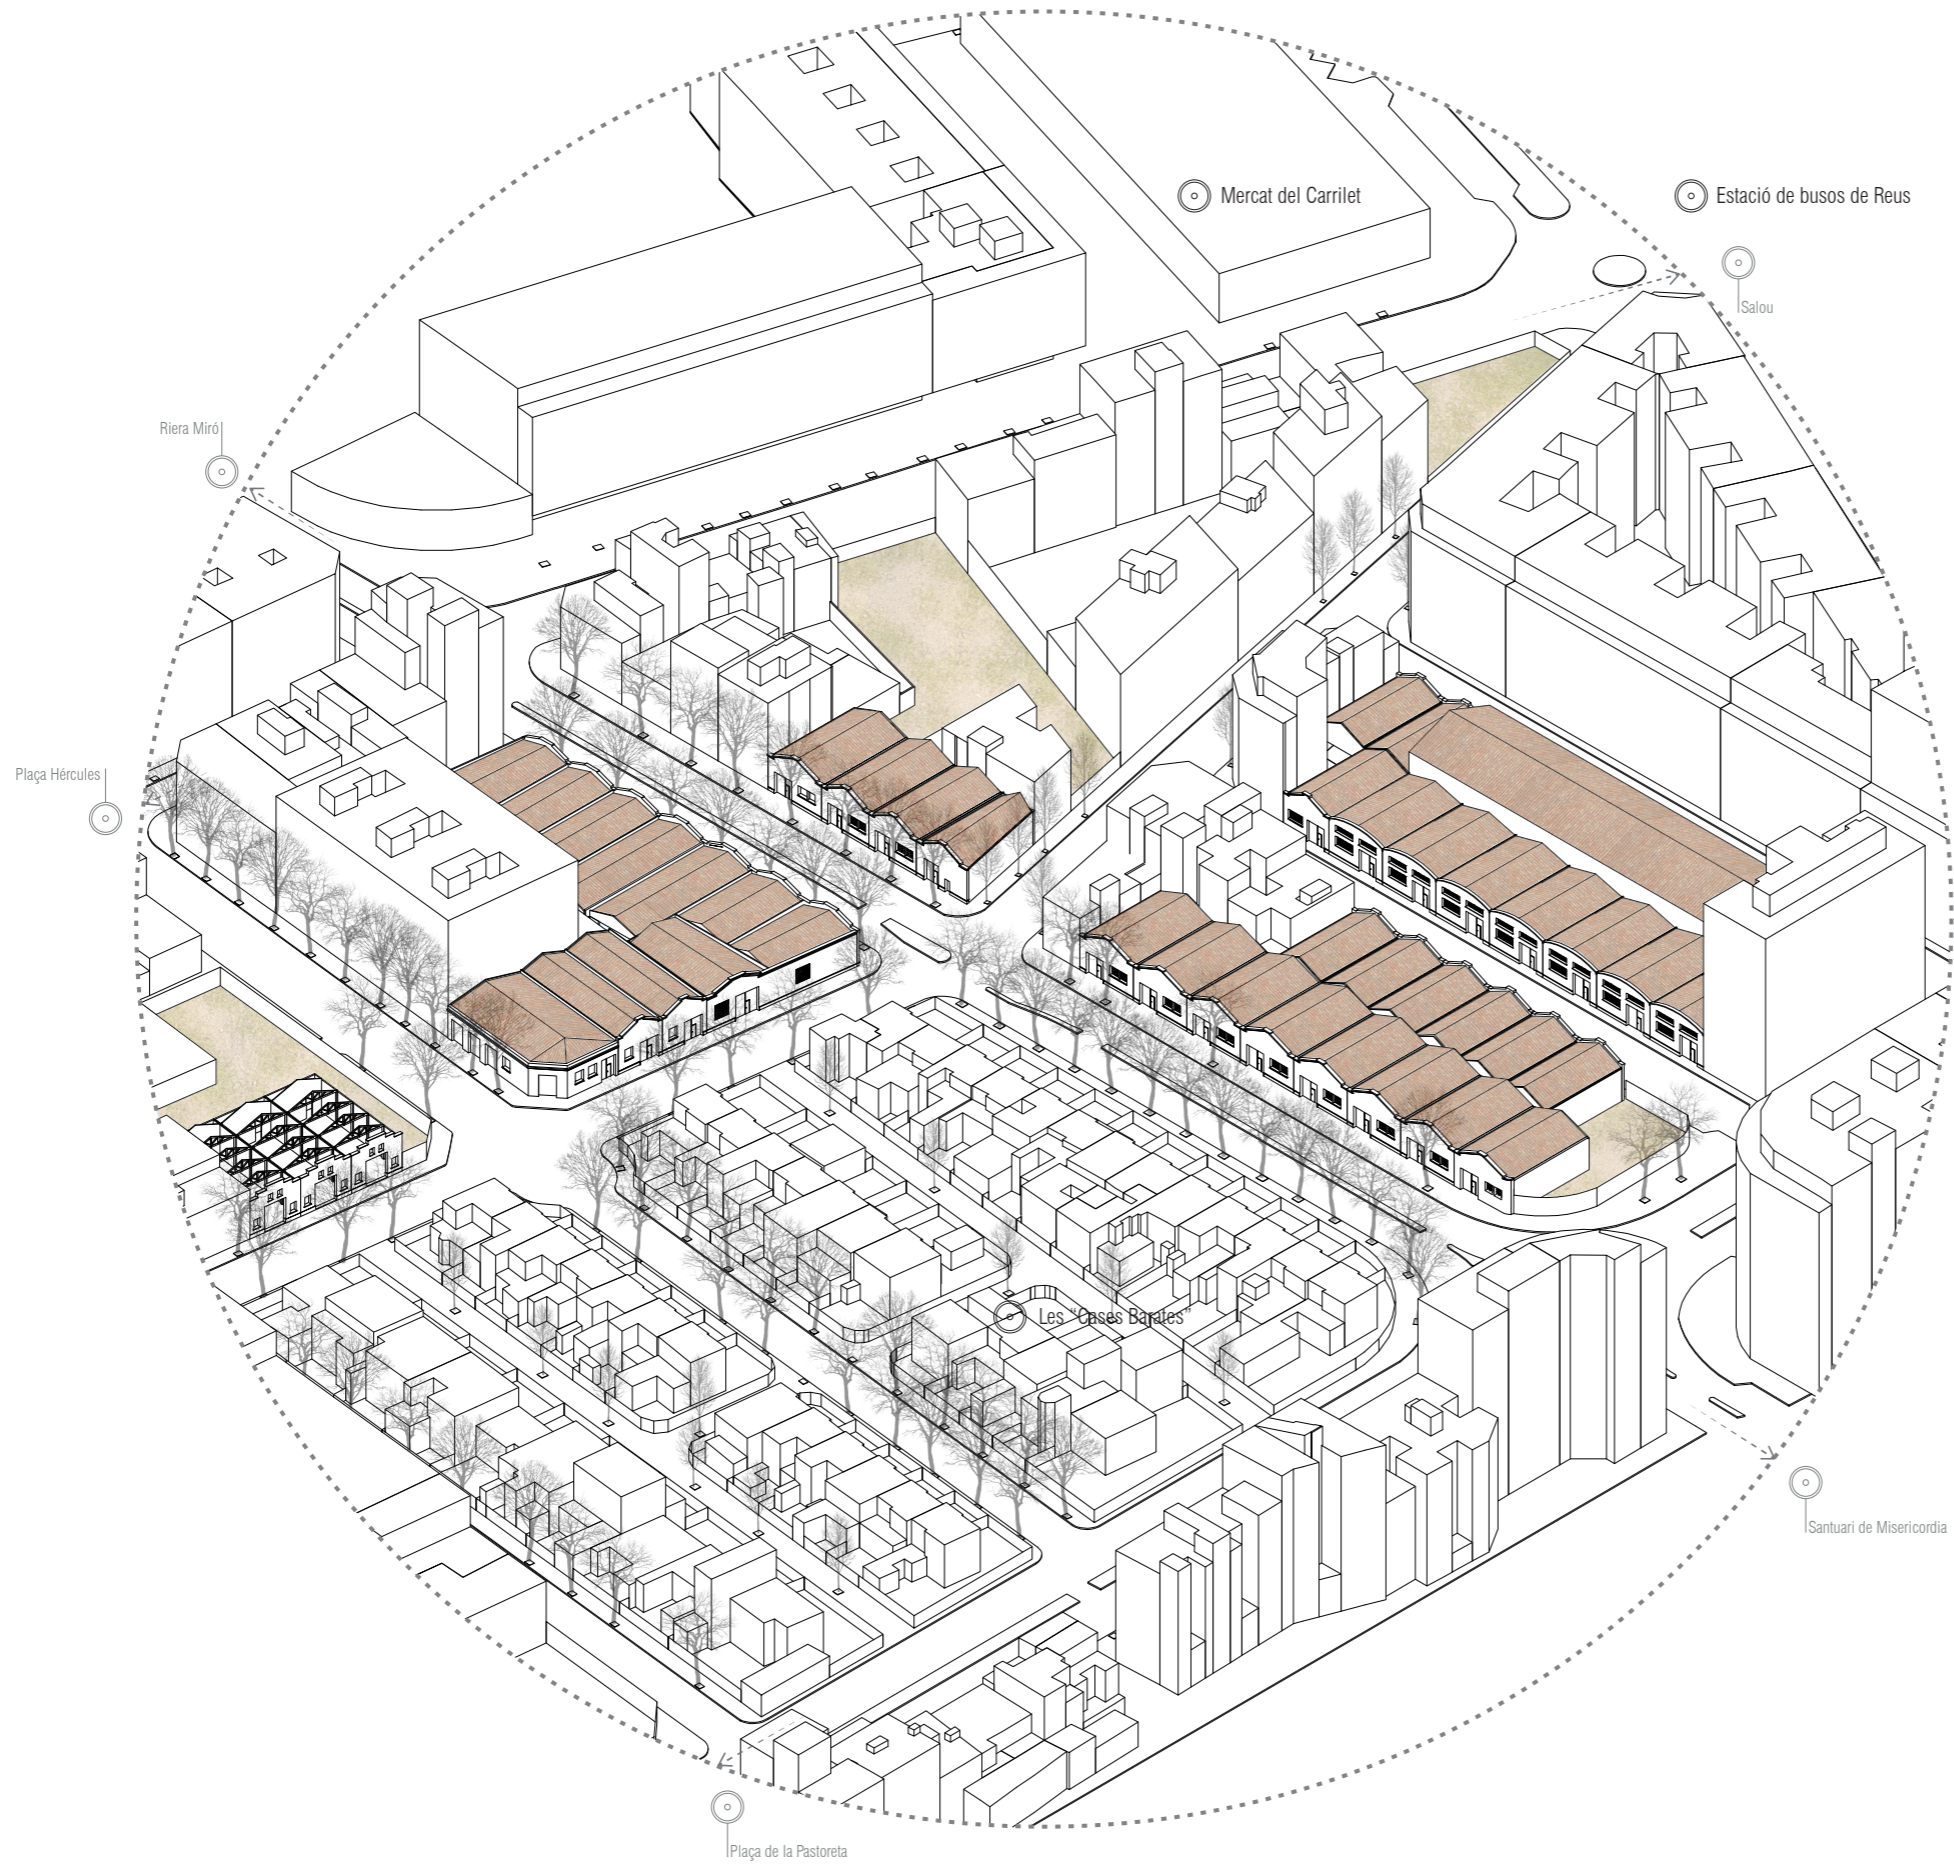 Mercat del Carrilet
Estació de busos de Reus
Salou
Riera Miró
Plaça Hércules
Les "Cases Barates"
Santuari de Misericordia
Plaça de la Pastoreta